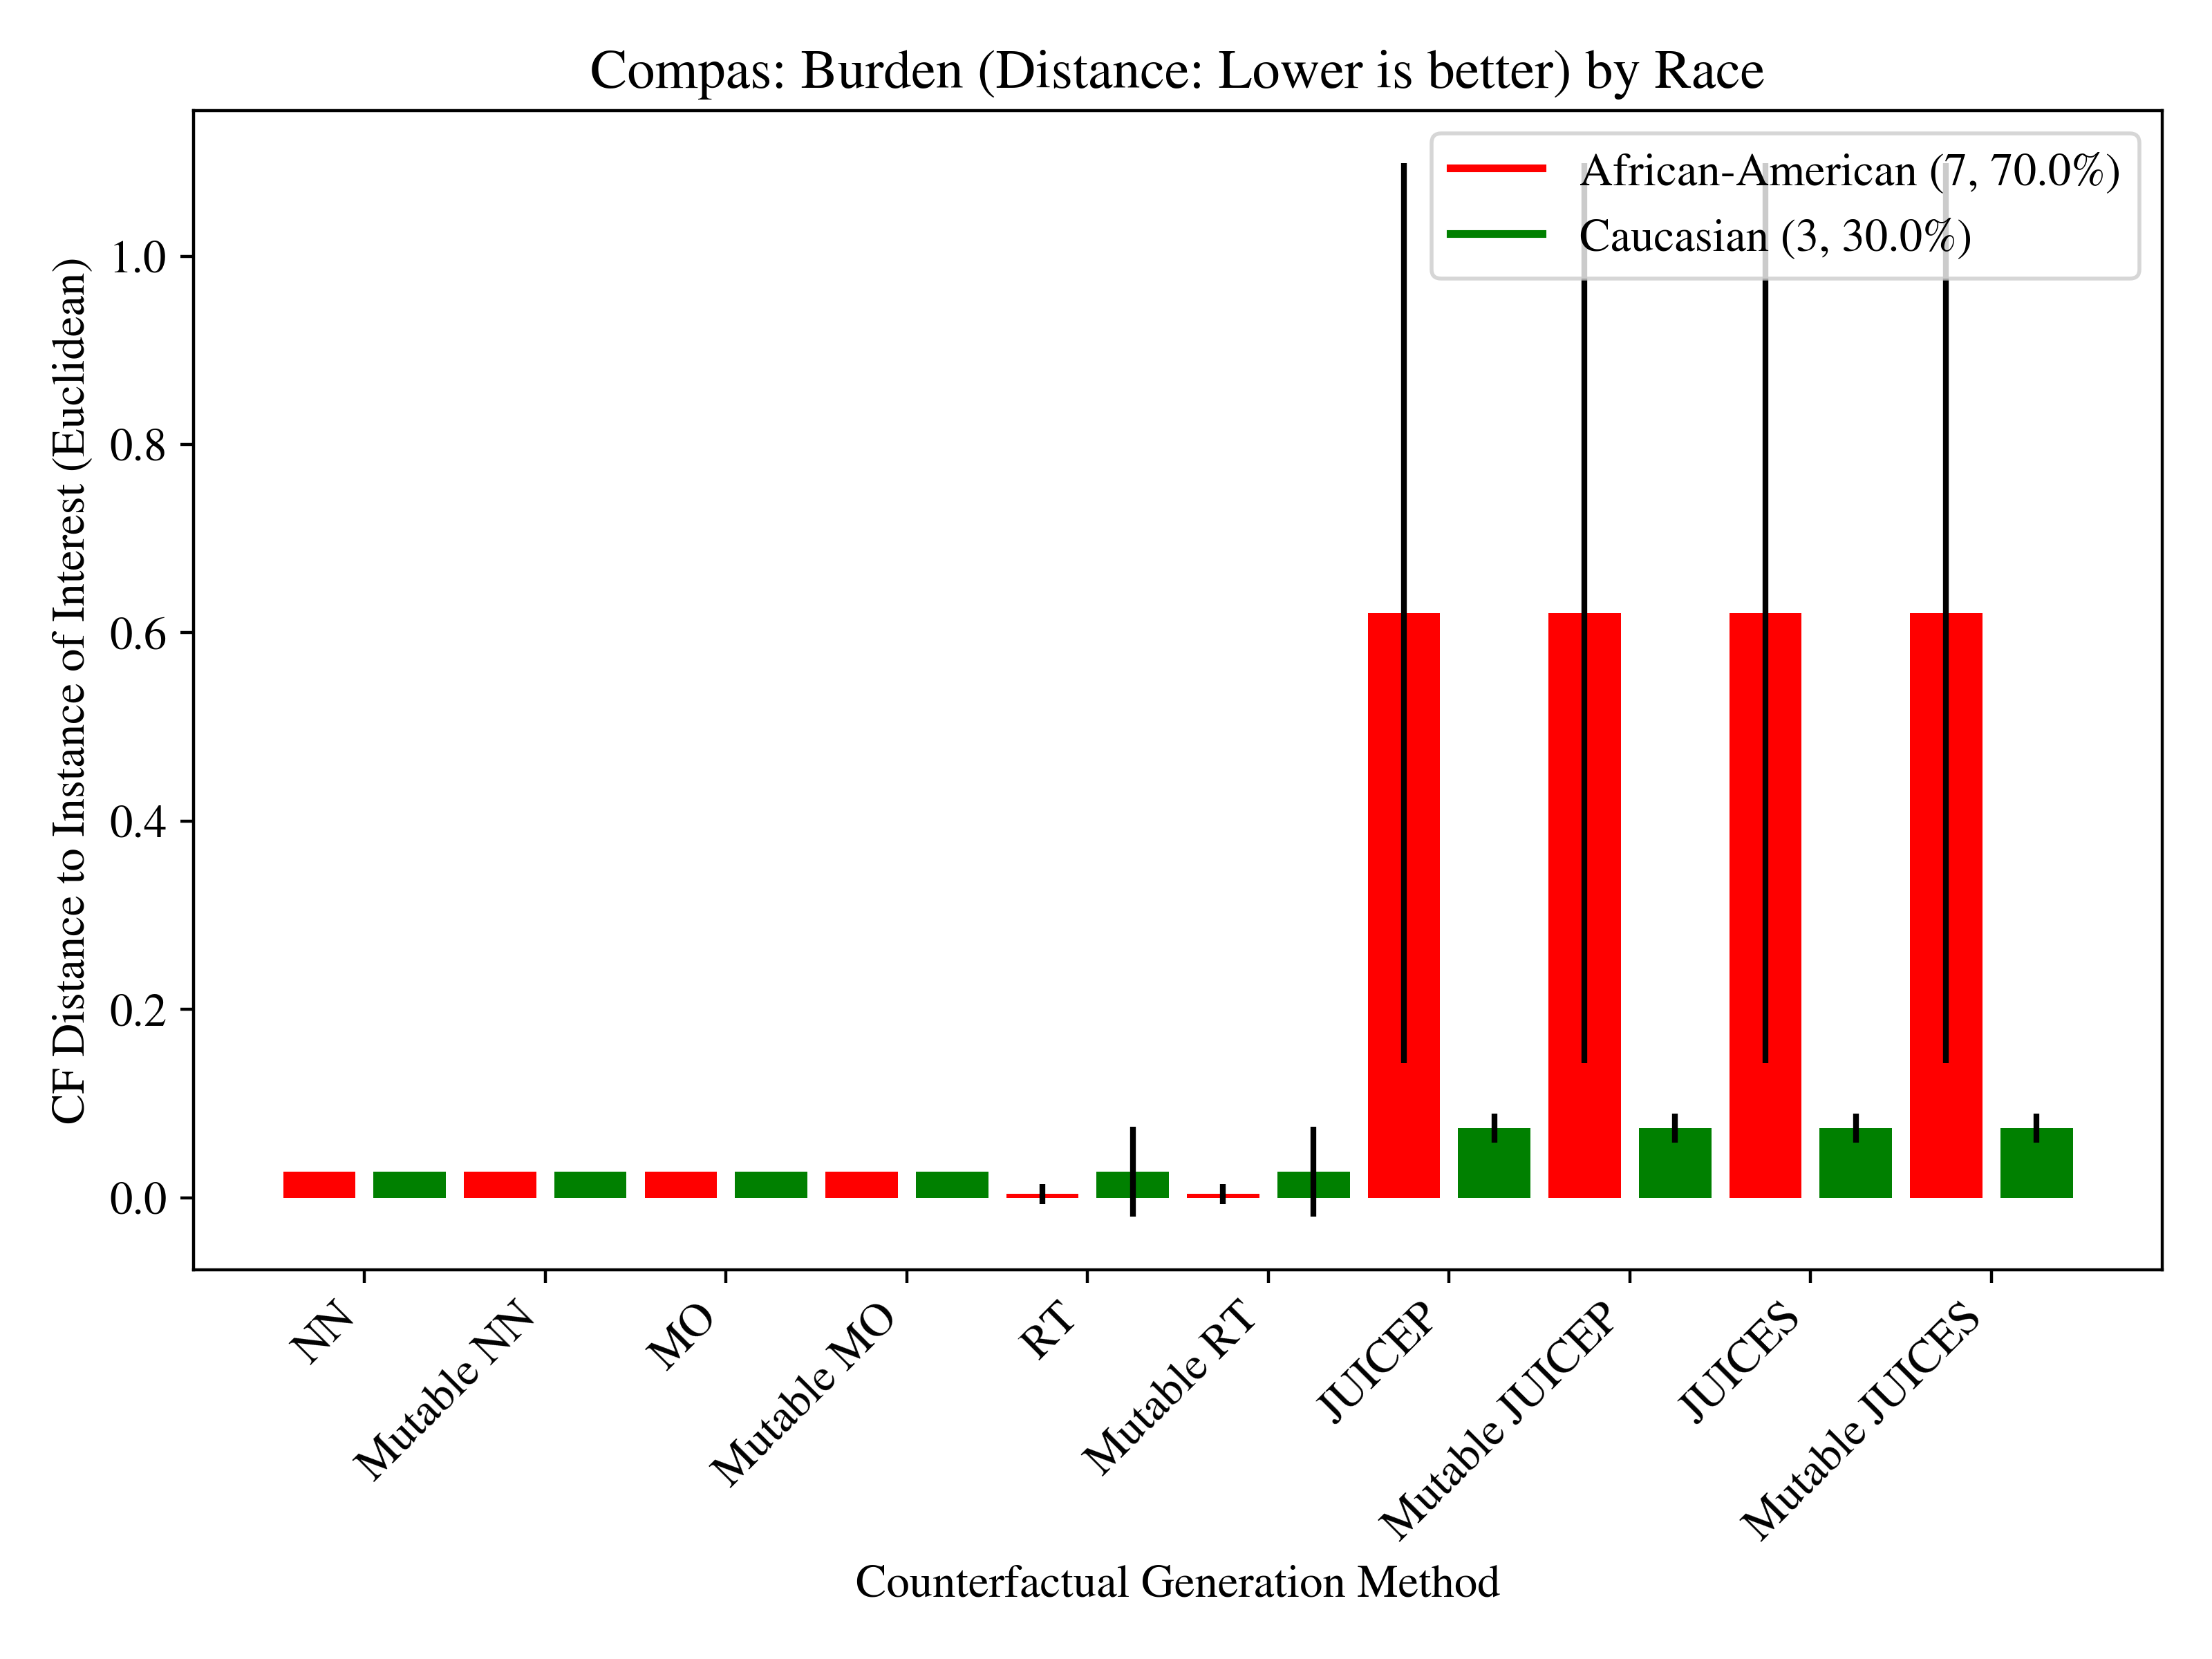 Compas: Burden (Distance: Lower is better) by Race
African-American (7, 70.0%)
Caucasian (3, 30.0%)
CF Distance to Instance of Interest (Euclidean)
1.0
0.8
0.6
0.4
0.2
0.0
NN
Mutable NN
MO
Mutable MO
RT
Mutable RT
JUICEP
Mutable JUICEP
JUICES
Mutable JUICES
Counterfactual Generation Method